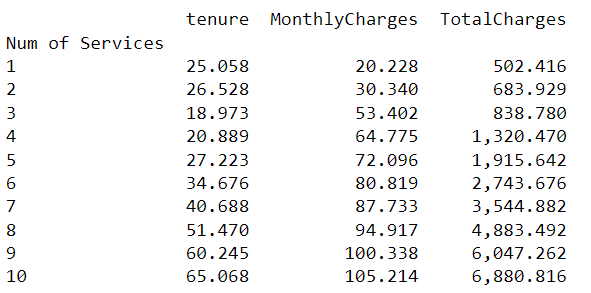 tenure MonthlyCharges TotalCharges
Num of Services
1 25.058 20.228 502.416
2 26.528 30.340 683.929
3 18.973 53.402 838.780
4 20.889 64.775 1,320.470
5 27.223 72.096 1,915.642
6 34.676 80.819 2,743.676
7 40.688 87.733 3,544.882
8 51.470 94.917 4,883.492
9 60.245 100.338 6,047.262
10 65.068 105.214 6,880.816